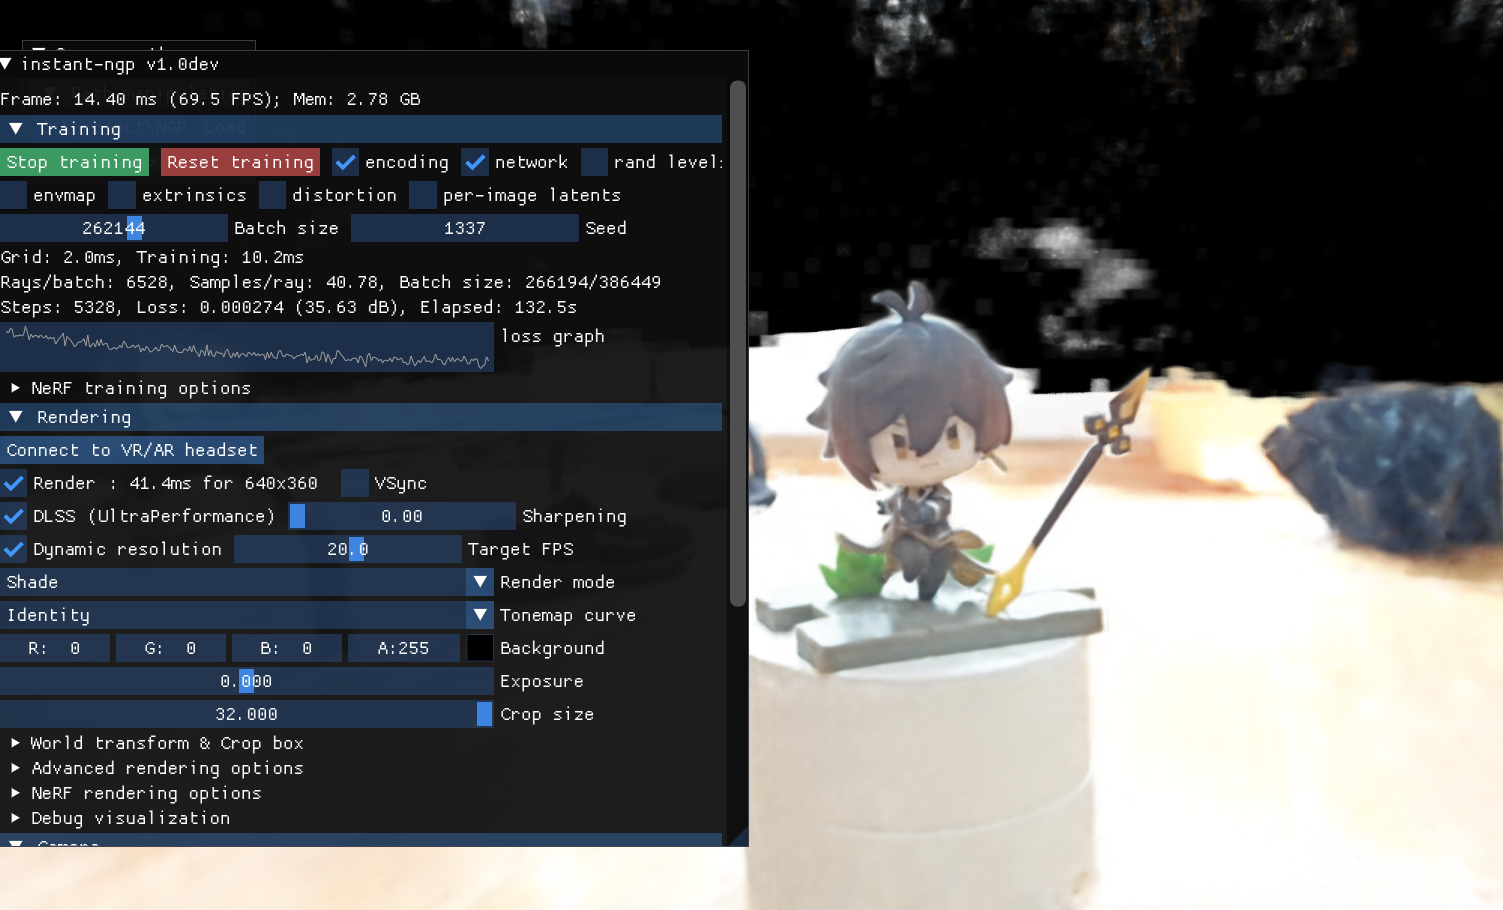 instant-ngp v1.0dev
Frame: 14.40 ms (69.5 FPS); Mem: 2.78 GB
Training
Stop training Reset training encoding network rand level
envmap extrinsics distortion per-image latents
262144 Batch size 1337 Seed
Grid: 2.0ms, Training: 10.2ms
Rays/batch: 6528, Samples/ray: 40.78, Batch size: 266194/386449
Steps: 5328, Loss: 0.000274 (35.63 dB), Elapsed: 132.5s
loss graph
NeRF training options
Rendering
Connect to VR/AR headset
Render : 41.4ms for 640x360 VSync
DLSS (UltraPerformance) 0.00 Sharpening
Dynamic resolution 20.0 Target FPS
Shade Render mode
Identity Tonemap curve
R: 0 G: 0 B: 0 A:255 Background
0.000 Exposure
32.000 Crop size
World transform & Crop box
Advanced rendering options
NeRF rendering options
Debug visualization
Camera